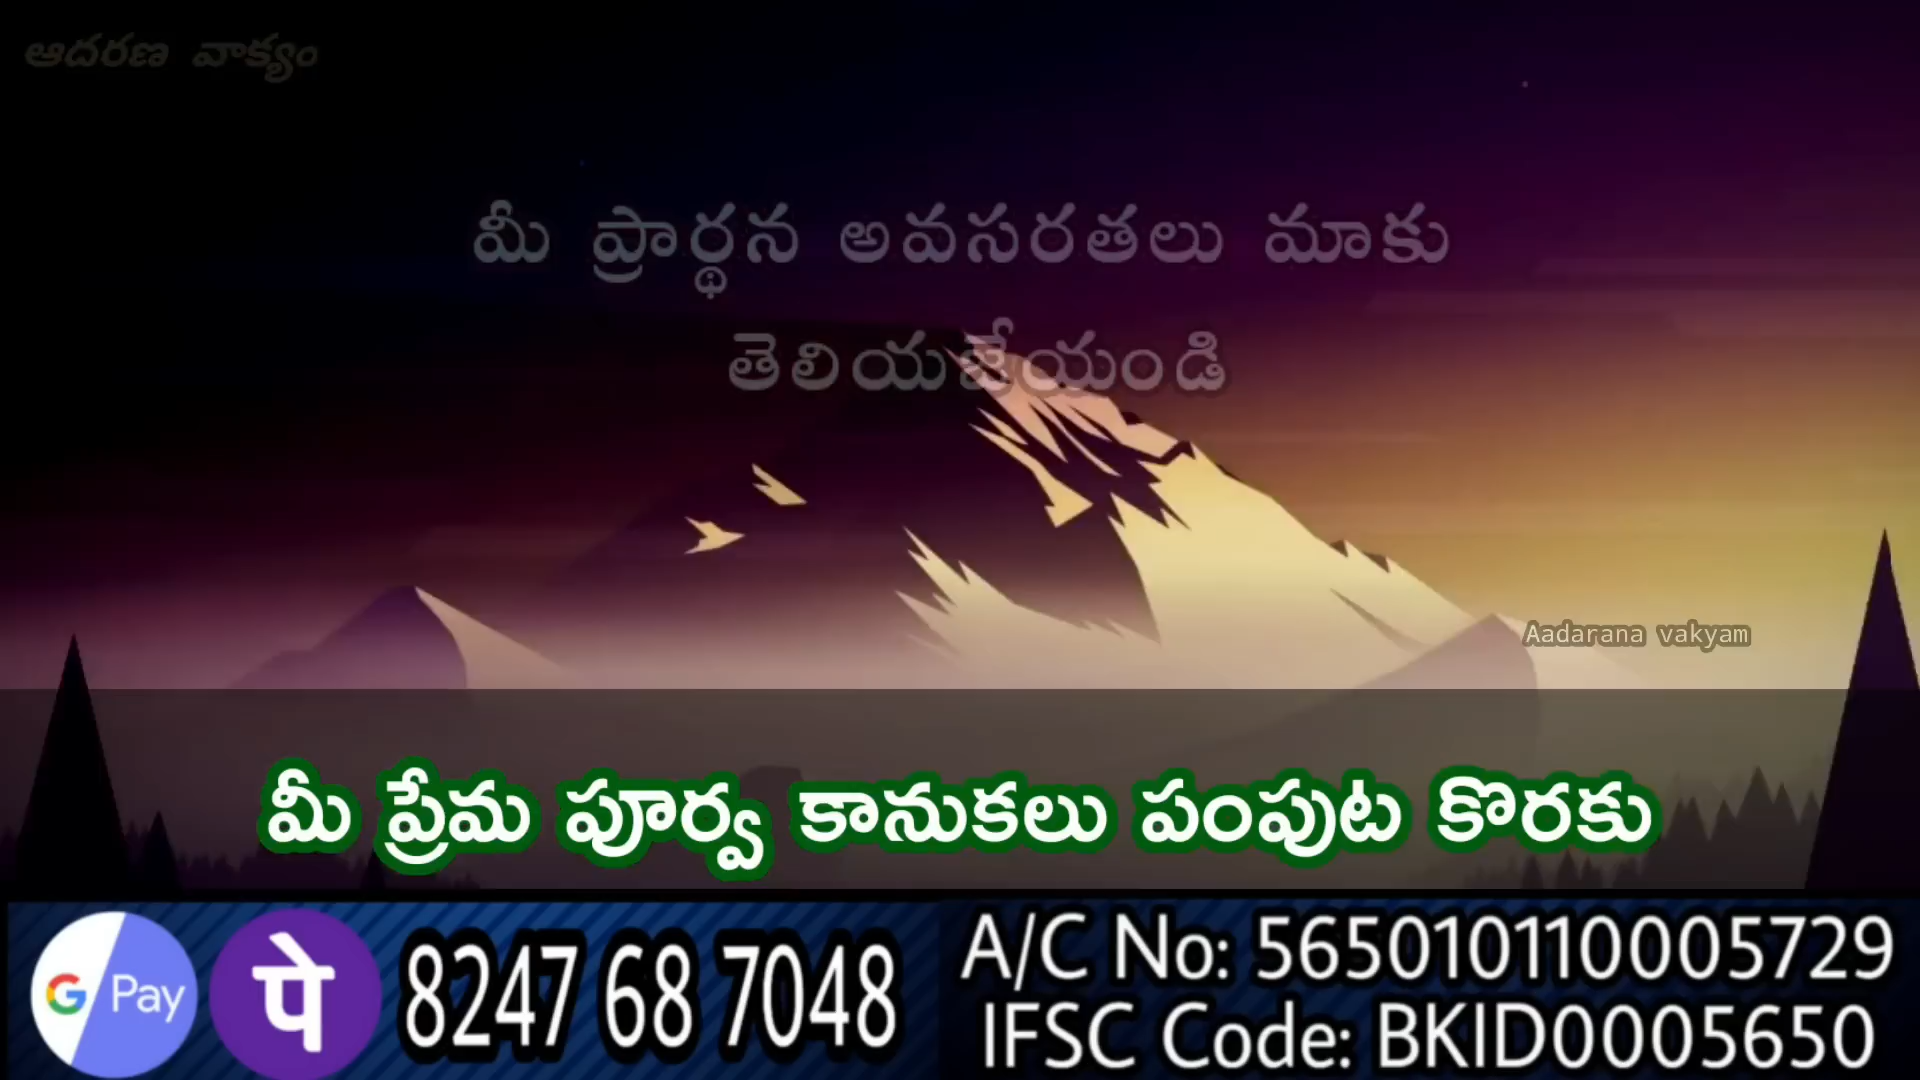 ఆదరణ వాక్యం
మీ ప్రార్థన అవసరతలు మాకు
తెలియజేయండి
Aadarana vakyam
మీ ప్రేమ పూర్వ కానుకలు పంపుట కొరకు
G Pay पे 8247 68 7048
A/C No: 565010110005729
IFSC Code: BKID0005650